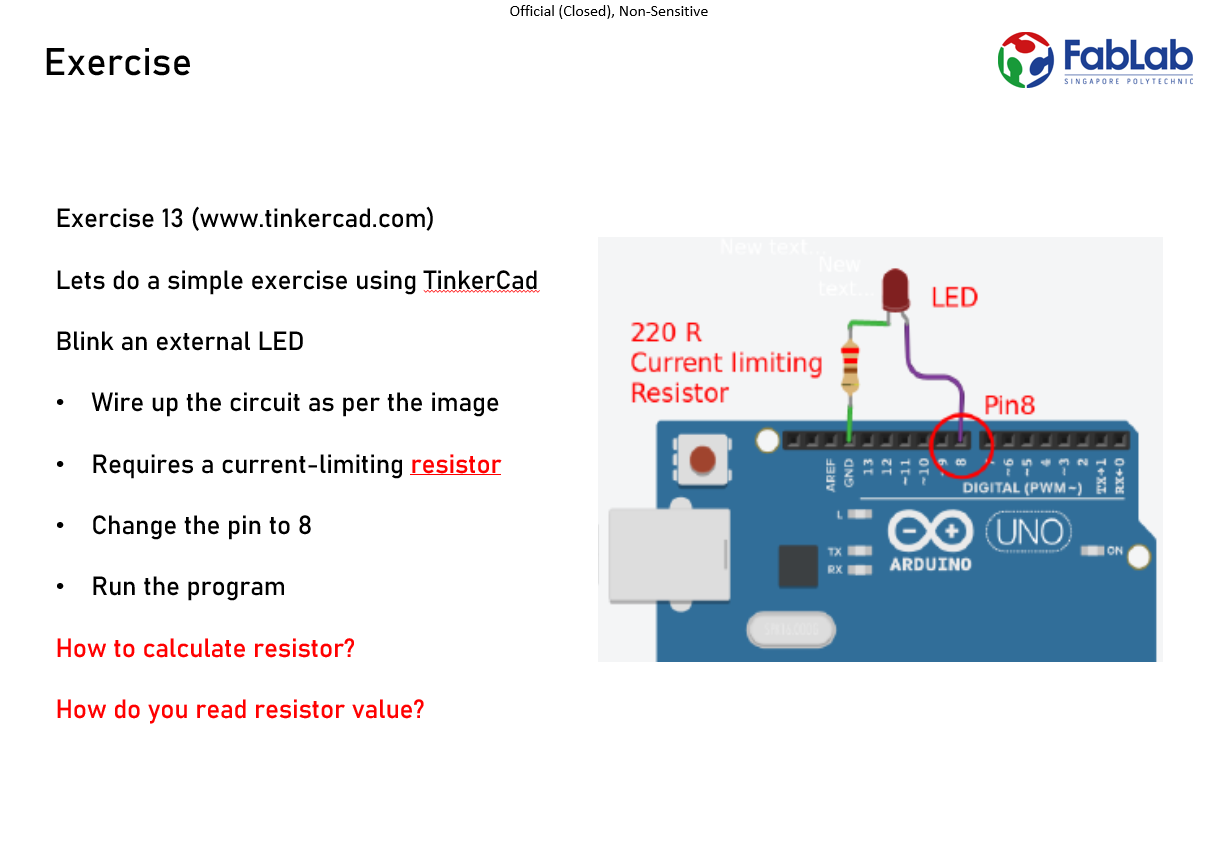 Official (Closed), Non-Sensitive
Exercise
FabLab
SINGAPORE POLYTECHNIC
Exercise 13 (www.tinkercad.com)
Lets do a simple exercise using TinkerCad
Blink an external LED
• Wire up the circuit as per the image
• Requires a current-limiting resistor
• Change the pin to 8
• Run the program
How to calculate resistor?
How do you read resistor value?
New text...
New
text...
LED
220 R
Current limiting
Resistor
Pin8
AREF
GND
13
12
~11
~10
~9
8
~6
~5
4
~3
2
TX→1
RX←0
DIGITAL (PWM~)
L
TX
RX
UNO
ARDUINO
ON